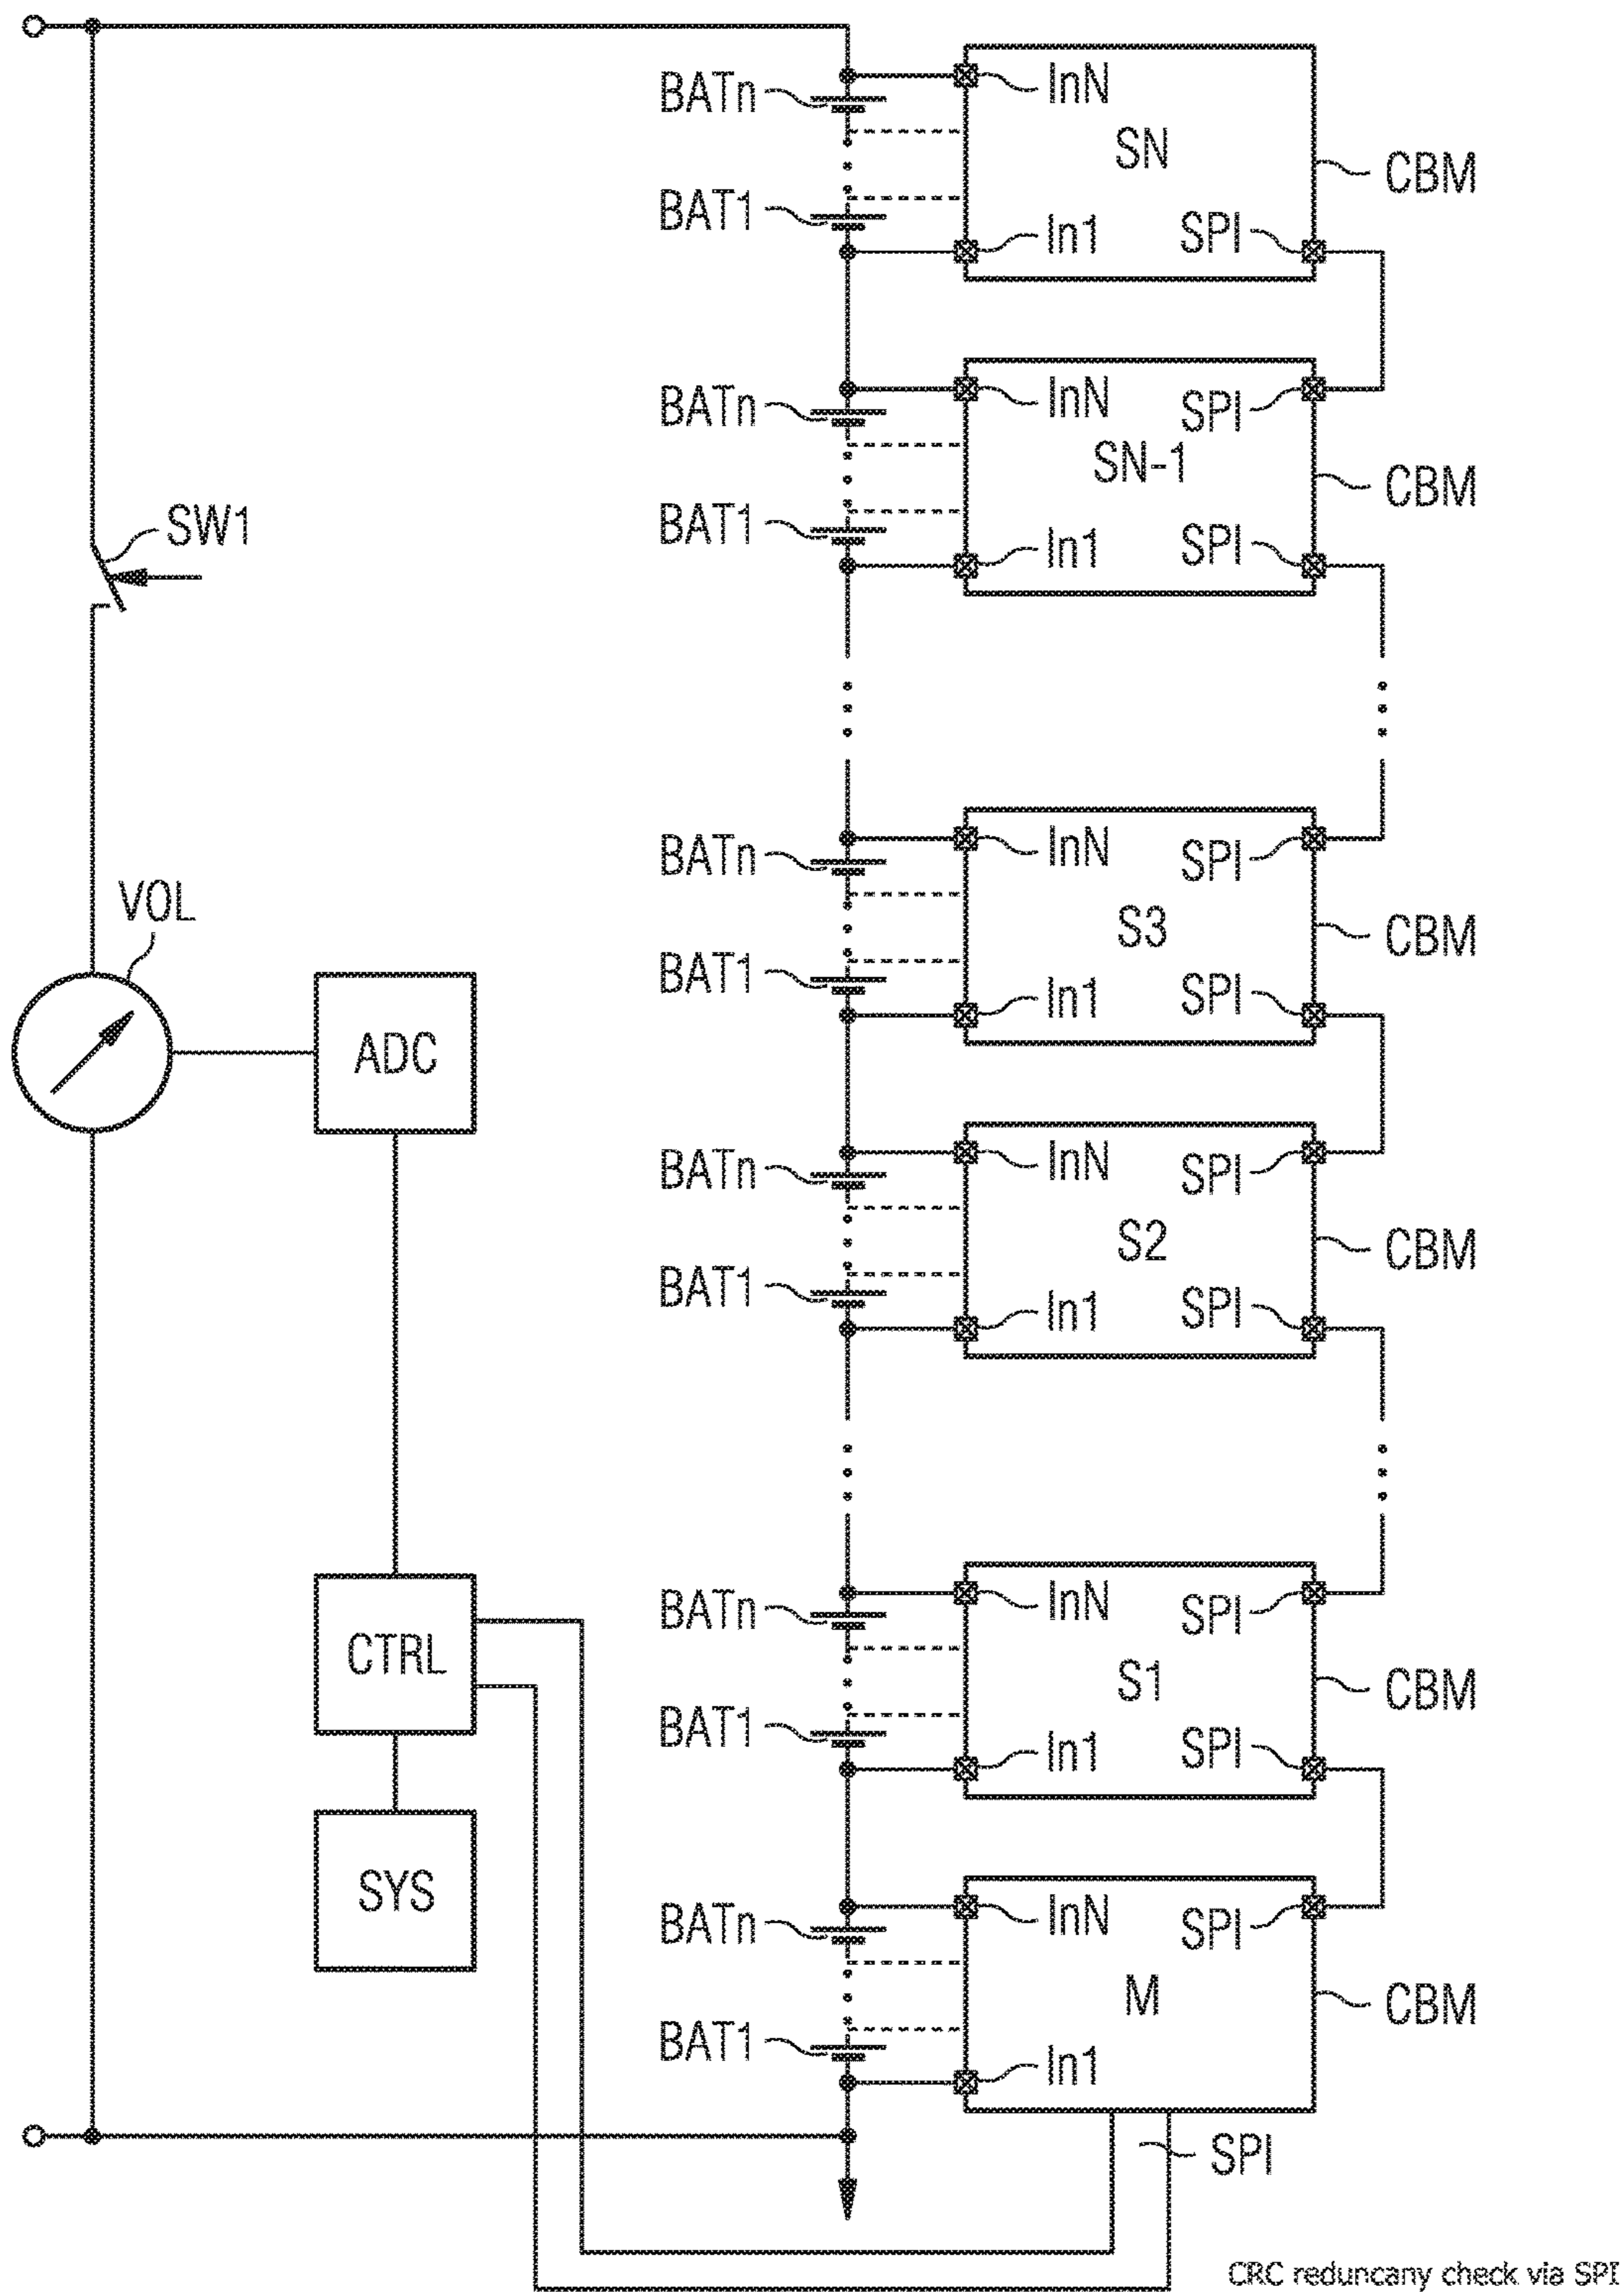 BATn
InN
SN
CBM
BAT1
In1
SPI
BATn
InN
SPI
SN-1
CBM
SW1
BAT1
In1
SPI
BATn
InN
SPI
VOL
S3
CBM
BAT1
In1
SPI
ADC
BATn
InN
SPI
S2
CBM
BAT1
In1
SPI
BATn
InN
SPI
CTRL
S1
CBM
BAT1
In1
SPI
SYS
BATn
InN
SPI
M
CBM
BAT1
In1
SPI
CRC reduncany check via SPI